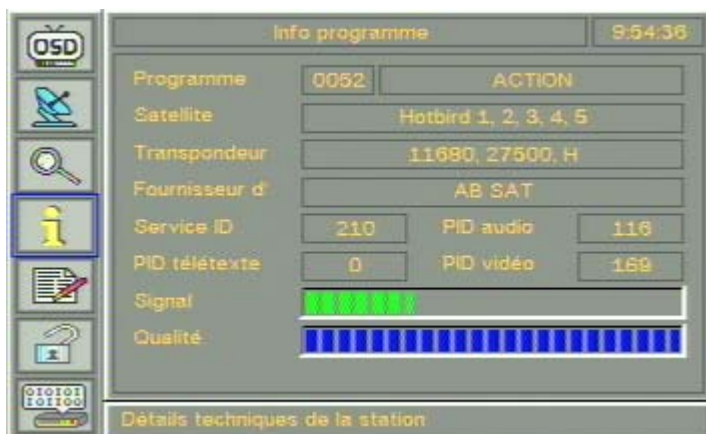 OSD
Info programme 9:54:36
Programme 0052 ACTION
Satellite Hotbird 1, 2, 3, 4, 5
Transpondeur 11680, 27500, H
Fournisseur d' AB SAT
Service ID 210 PID audio 116
PID télétexte 0 PID vidéo 169
Signal
Qualité
010101
101100
Détails techniques de la station